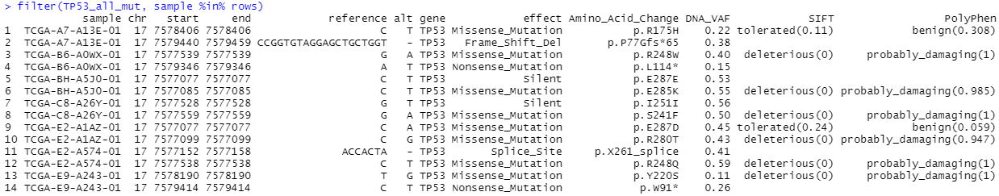 > filter(TP53_all_mut, sample %in% rows)
sample chr start end reference alt gene effect Amino_Acid_Change DNA_VAF SIFT PolyPhen
1 TCGA-A7-A13E-01 17 7578406 7578406 C T TP53 Missense_Mutation p.R175H 0.22 tolerated(0.11) benign(0.308)
2 TCGA-A7-A13E-01 17 7579440 7579459 CCGGTGTAGGAGCTGCTGGT - TP53 Frame_Shift_Del p.P77Gfs*65 0.38
3 TCGA-B6-A0WX-01 17 7577539 7577539 G A TP53 Missense_Mutation p.R248W 0.40 deleterious(0) probably_damaging(1)
4 TCGA-B6-A0WX-01 17 7579346 7579346 A T TP53 Nonsense_Mutation p.L114* 0.15
5 TCGA-BH-A5J0-01 17 7577077 7577077 C T TP53 Silent p.E287E 0.53
6 TCGA-BH-A5J0-01 17 7577085 7577085 C T TP53 Missense_Mutation p.E285K 0.55 deleterious(0) probably_damaging(0.985)
7 TCGA-C8-A26Y-01 17 7577528 7577528 G T TP53 Silent p.I251I 0.56
8 TCGA-C8-A26Y-01 17 7577559 7577559 G A TP53 Missense_Mutation p.S241F 0.50 deleterious(0) probably_damaging(1)
9 TCGA-E2-A1AZ-01 17 7577077 7577077 C A TP53 Missense_Mutation p.E287D 0.45 tolerated(0.24) benign(0.059)
10 TCGA-E2-A1AZ-01 17 7577099 7577099 C G TP53 Missense_Mutation p.R280T 0.43 deleterious(0) probably_damaging(0.947)
11 TCGA-E2-A574-01 17 7577152 7577158 ACCACTA - TP53 Splice_Site p.X261_splice 0.41
12 TCGA-E2-A574-01 17 7577538 7577538 C T TP53 Missense_Mutation p.R248Q 0.59 deleterious(0) probably_damaging(1)
13 TCGA-E9-A243-01 17 7578190 7578190 T G TP53 Missense_Mutation p.Y220S 0.11 deleterious(0) probably_damaging(1)
14 TCGA-E9-A243-01 17 7579414 7579414 C T TP53 Nonsense_Mutation p.W91* 0.26